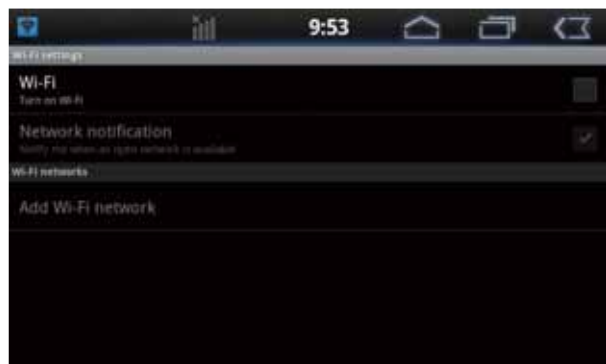 9:53
Wi-Fi settings
Wi-Fi
Turn on Wi-Fi
Network notification
Notify me when an open network is available
Wi-Fi networks
Add Wi-Fi network